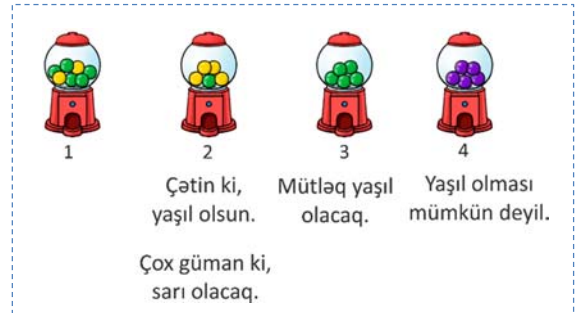 1 2 3 4
Çətin ki, Mütləq yaşıl Yaşıl olması
yaşıl olsun. olacaq. mümkün deyil.
Çox güman ki,
sarı olacaq.